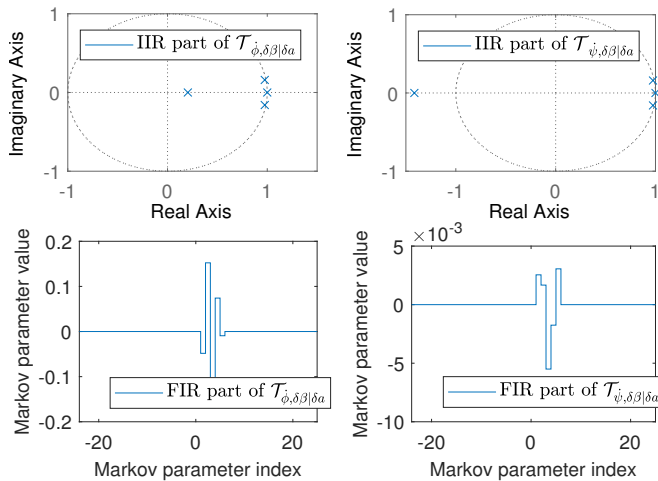 IIR part of 𝒯_{φ̇,δβ|δa}
Imaginary Axis
1
0
-1
-1
0
1
Real Axis
IIR part of 𝒯_{ψ̇,δβ|δa}
Imaginary Axis
1
0
-1
-1
0
1
Real Axis
Markov parameter value
0.2
0.1
0
-0.1
-0.2
FIR part of 𝒯_{φ̇,δβ|δa}
-20
0
20
Markov parameter index
×10⁻³
Markov parameter value
5
0
-5
-10
FIR part of 𝒯_{ψ̇,δβ|δa}
-20
0
20
Markov parameter index